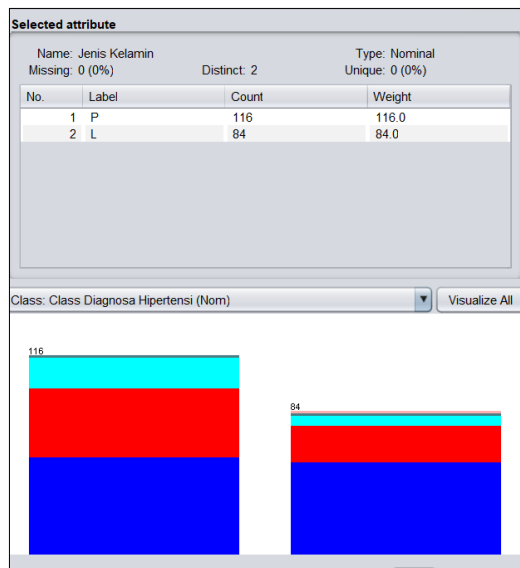 Selected attribute
Name: Jenis Kelamin Type: Nominal
Missing: 0 (0%) Distinct: 2 Unique: 0 (0%)
No. Label Count Weight
1 P 116 116.0
2 L 84 84.0
Class: Class Diagnosa Hipertensi (Nom) Visualize All
116
84